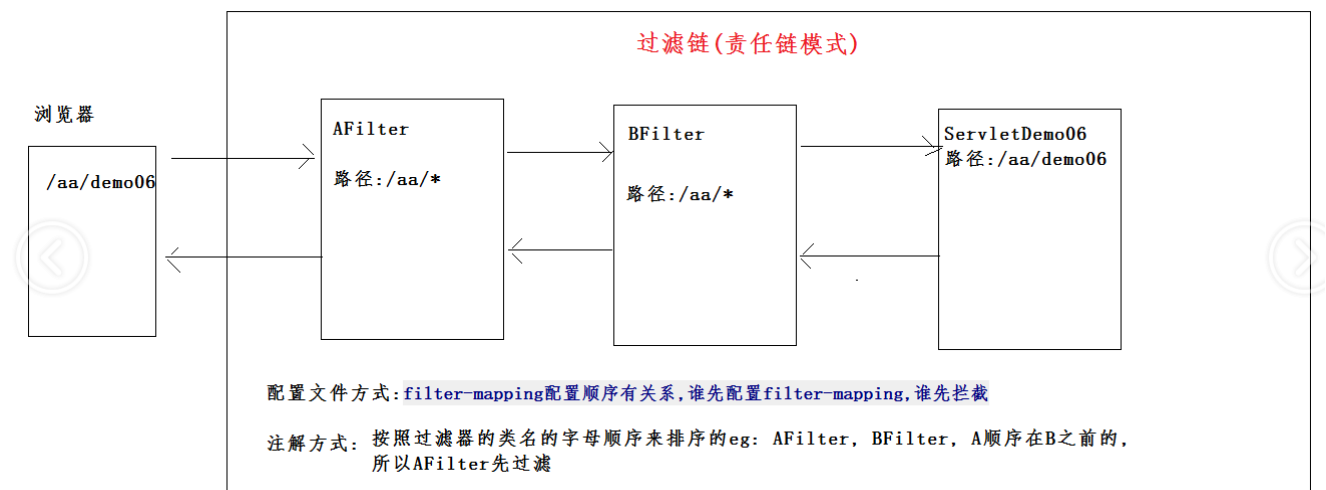 过滤链(责任链模式)
浏览器
/aa/demo06
AFilter
路径:/aa/*
BFilter
路径:/aa/*
ServletDemo06
路径:/aa/demo06
配置文件方式:filter-mapping配置顺序有关系,谁先配置filter-mapping,谁先拦截
注解方式: 按照过滤器的类名的字母顺序来排序的eg: AFilter, BFilter, A顺序在B之前的,
所以AFilter先过滤